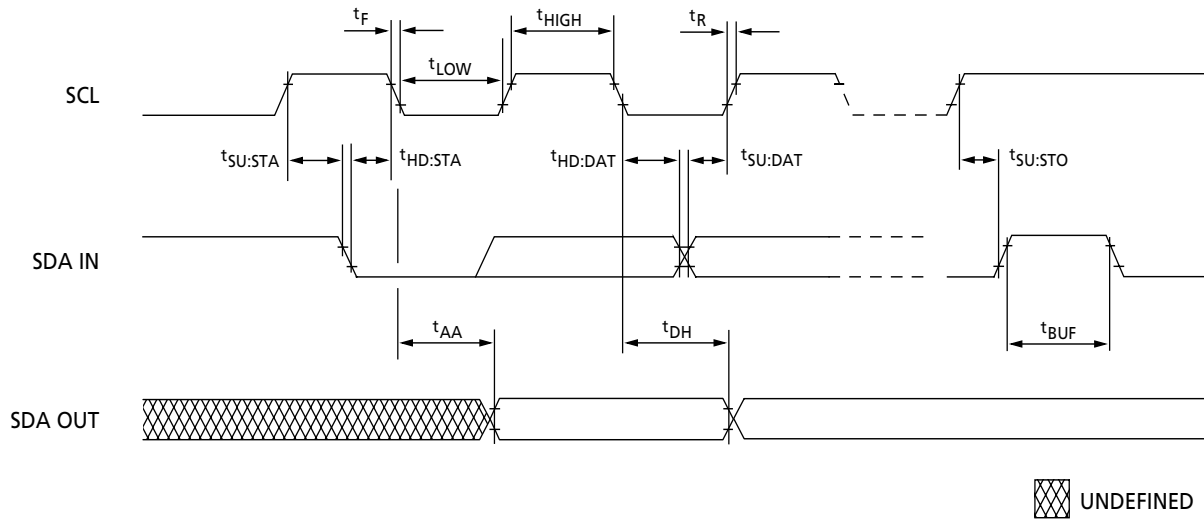 tF
tHIGH
tR
tLOW
SCL
tSU:STA
tHD:STA
tHD:DAT
tSU:DAT
tSU:STO
SDA IN
tAA
tDH
tBUF
SDA OUT
UNDEFINED